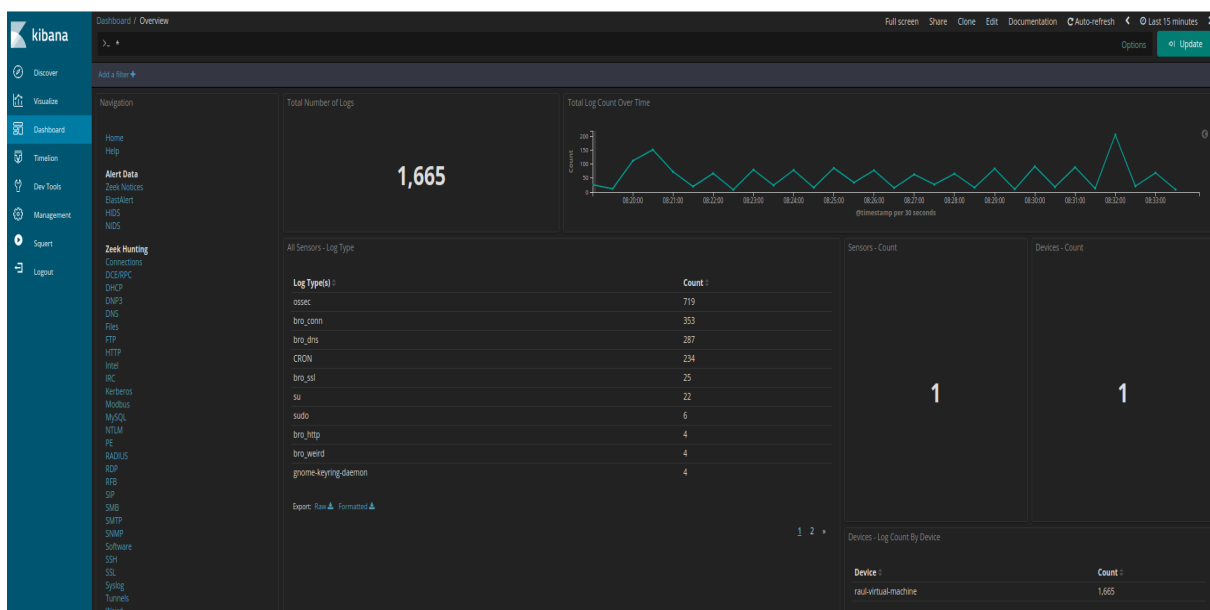 Dashboard / Overview
Full screen Share Clone Edit Documentation Auto-refresh Last 15 minutes
kibana
>_ *
Options Update
Add a filter +
Discover
Visualize
Dashboard
Timelion
Dev Tools
Management
Squert
Logout
Navigation
Home
Help
Alert Data
Zeek Notices
ElastAlert
HIDS
NIDS
Zeek Hunting
Connections
DCE/RPC
DHCP
DNP3
DNS
Files
FTP
HTTP
Intel
IRC
Kerberos
Modbus
MySQL
NTLM
PE
RADIUS
RDP
RFB
SIP
SMB
SMTP
SNMP
Software
SSH
SSL
Syslog
Tunnels
Total Number of Logs
1,665
Total Log Count Over Time
Count
200
150
100
50
0
08:20:00 08:21:00 08:22:00 08:23:00 08:24:00 08:25:00 08:26:00 08:27:00 08:28:00 08:29:00 08:30:00 08:31:00 08:32:00 08:33:00
@timestamp per 30 seconds
All Sensors - Log Type
Log Type(s) Count
ossec 719
bro_conn 353
bro_dns 287
CRON 234
bro_ssl 25
su 22
sudo 6
bro_http 4
bro_weird 4
gnome-keyring-daemon 4
Export: Raw Formatted
1 2 »
Sensors - Count
1
Devices - Count
1
Devices - Log Count By Device
Device Count
raul-virtual-machine 1,665